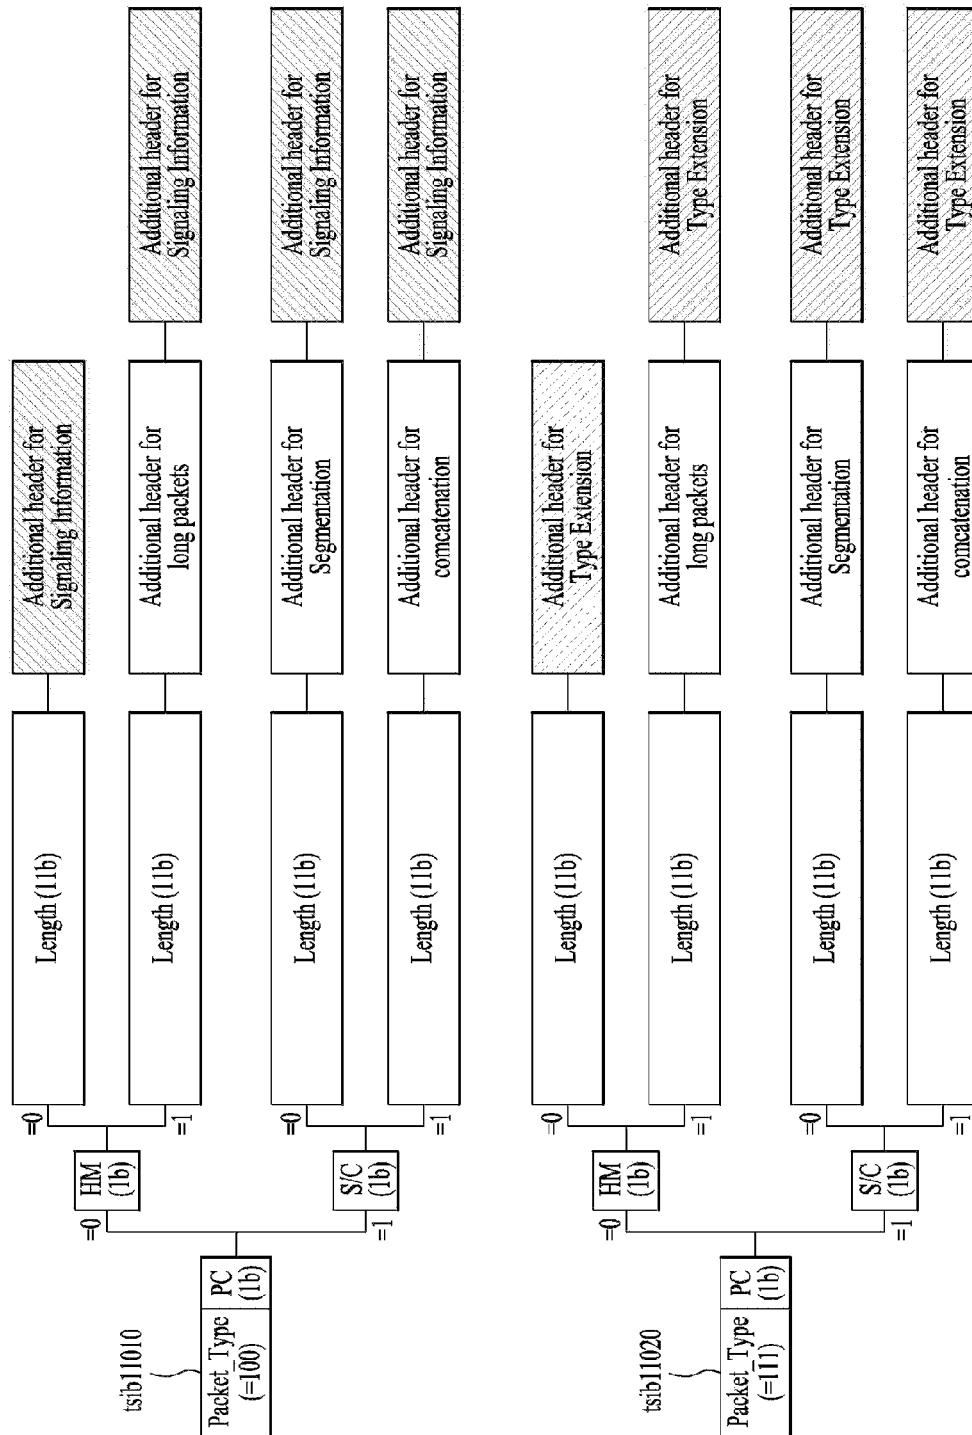 tsib11010
Packet_Type
(=100)
PC
(1b)
=0
HM
(1b)
=0
Length (11b)
Additional header for
Signaling Information
=1
Length (11b)
Additional header for
long packets
Additional header for
Signaling Information
=1
S/C
(1b)
=0
Length (11b)
Additional header for
Segmentation
Additional header for
Signaling Information
=1
Length (11b)
Additional header for
comcatenation
Additional header for
Signaling Information
tsib11020
Packet_Type
(=111)
PC
(1b)
=0
HM
(1b)
=0
Length (11b)
Additional header for
Type Extension
=1
Length (11b)
Additional header for
long packets
Additional header for
Type Extension
=1
S/C
(1b)
=0
Length (11b)
Additional header for
Segmentation
Additional header for
Type Extension
=1
Length (11b)
Additional header for
comcatenation
Additional header for
Type Extension